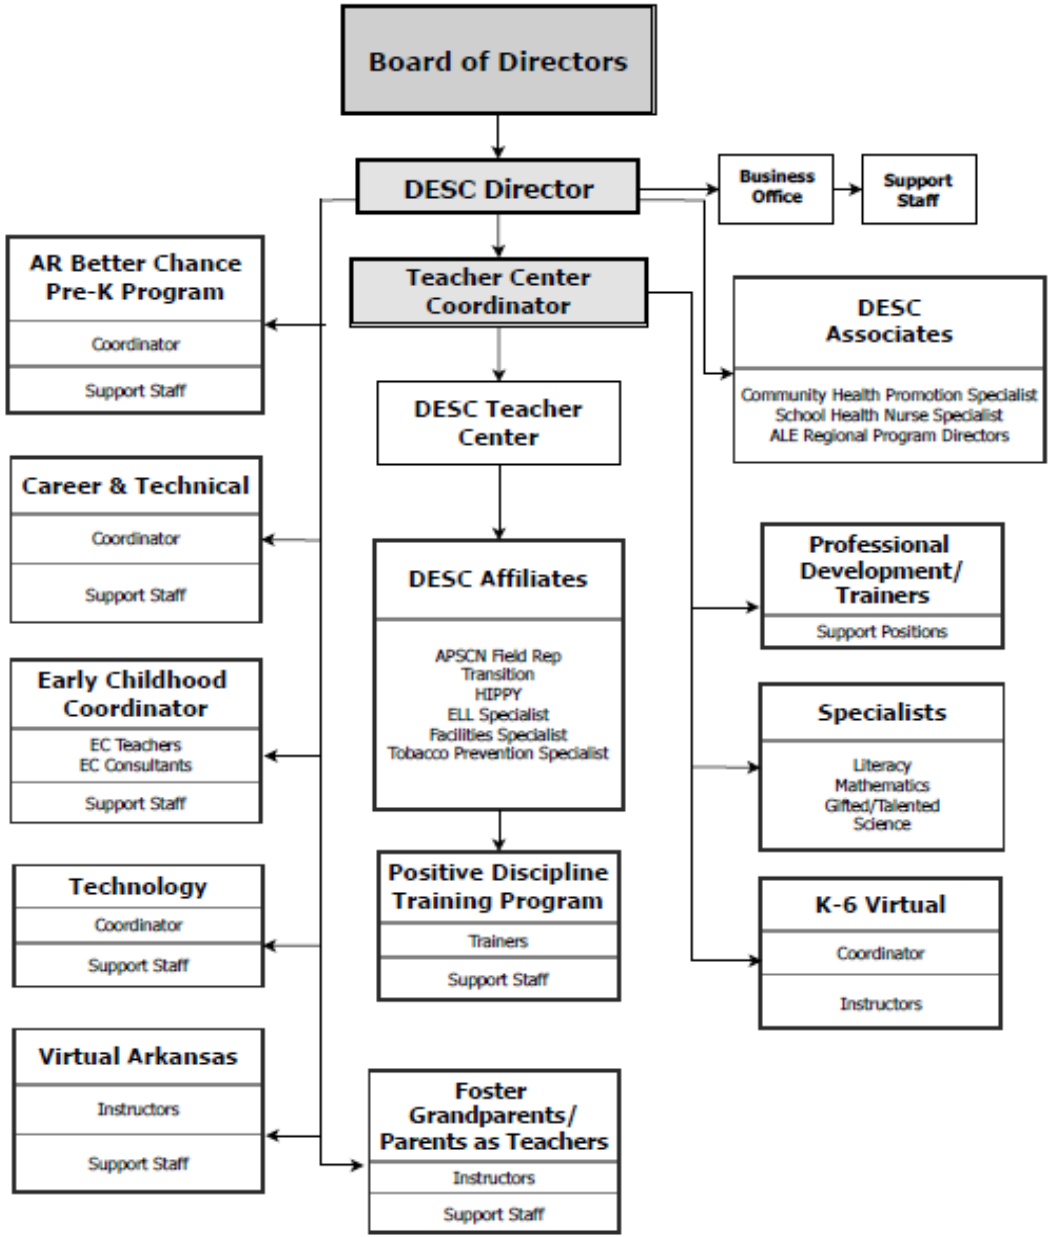 Board of Directors
DESC Director
Business
Office
Support
Staff
Teacher Center
Coordinator
AR Better Chance
Pre-K Program
Coordinator
Support Staff
DESC
Associates
Community Health Promotion Specialist
School Health Nurse Specialist
ALE Regional Program Directors
DESC Teacher
Center
Career & Technical
Coordinator
Support Staff
DESC Affiliates
APSCN Field Rep
Transition
HIPPY
ELL Specialist
Facilities Specialist
Tobacco Prevention Specialist
Professional
Development/
Trainers
Support Positions
Early Childhood
Coordinator
EC Teachers
EC Consultants
Support Staff
Specialists
Literacy
Mathematics
Gifted/Talented
Science
Technology
Coordinator
Support Staff
Positive Discipline
Training Program
Trainers
Support Staff
K-6 Virtual
Coordinator
Instructors
Virtual Arkansas
Instructors
Support Staff
Foster
Grandparents/
Parents as Teachers
Instructors
Support Staff